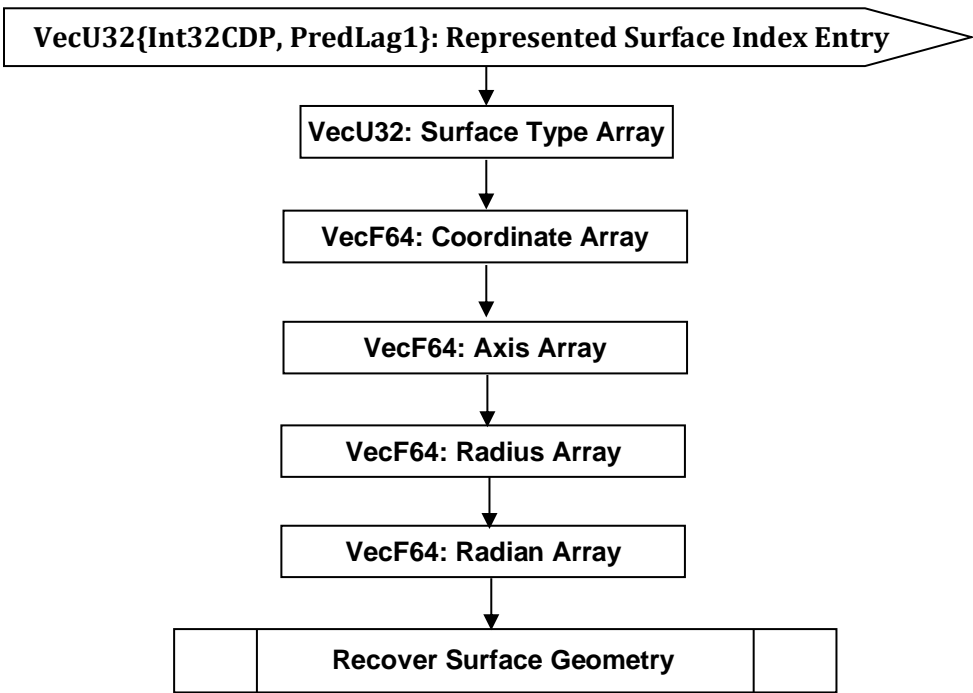 VecU32{Int32CDP, PredLag1}: Represented Surface Index Entry
VecU32: Surface Type Array
VecF64: Coordinate Array
VecF64: Axis Array
VecF64: Radius Array
VecF64: Radian Array
Recover Surface Geometry